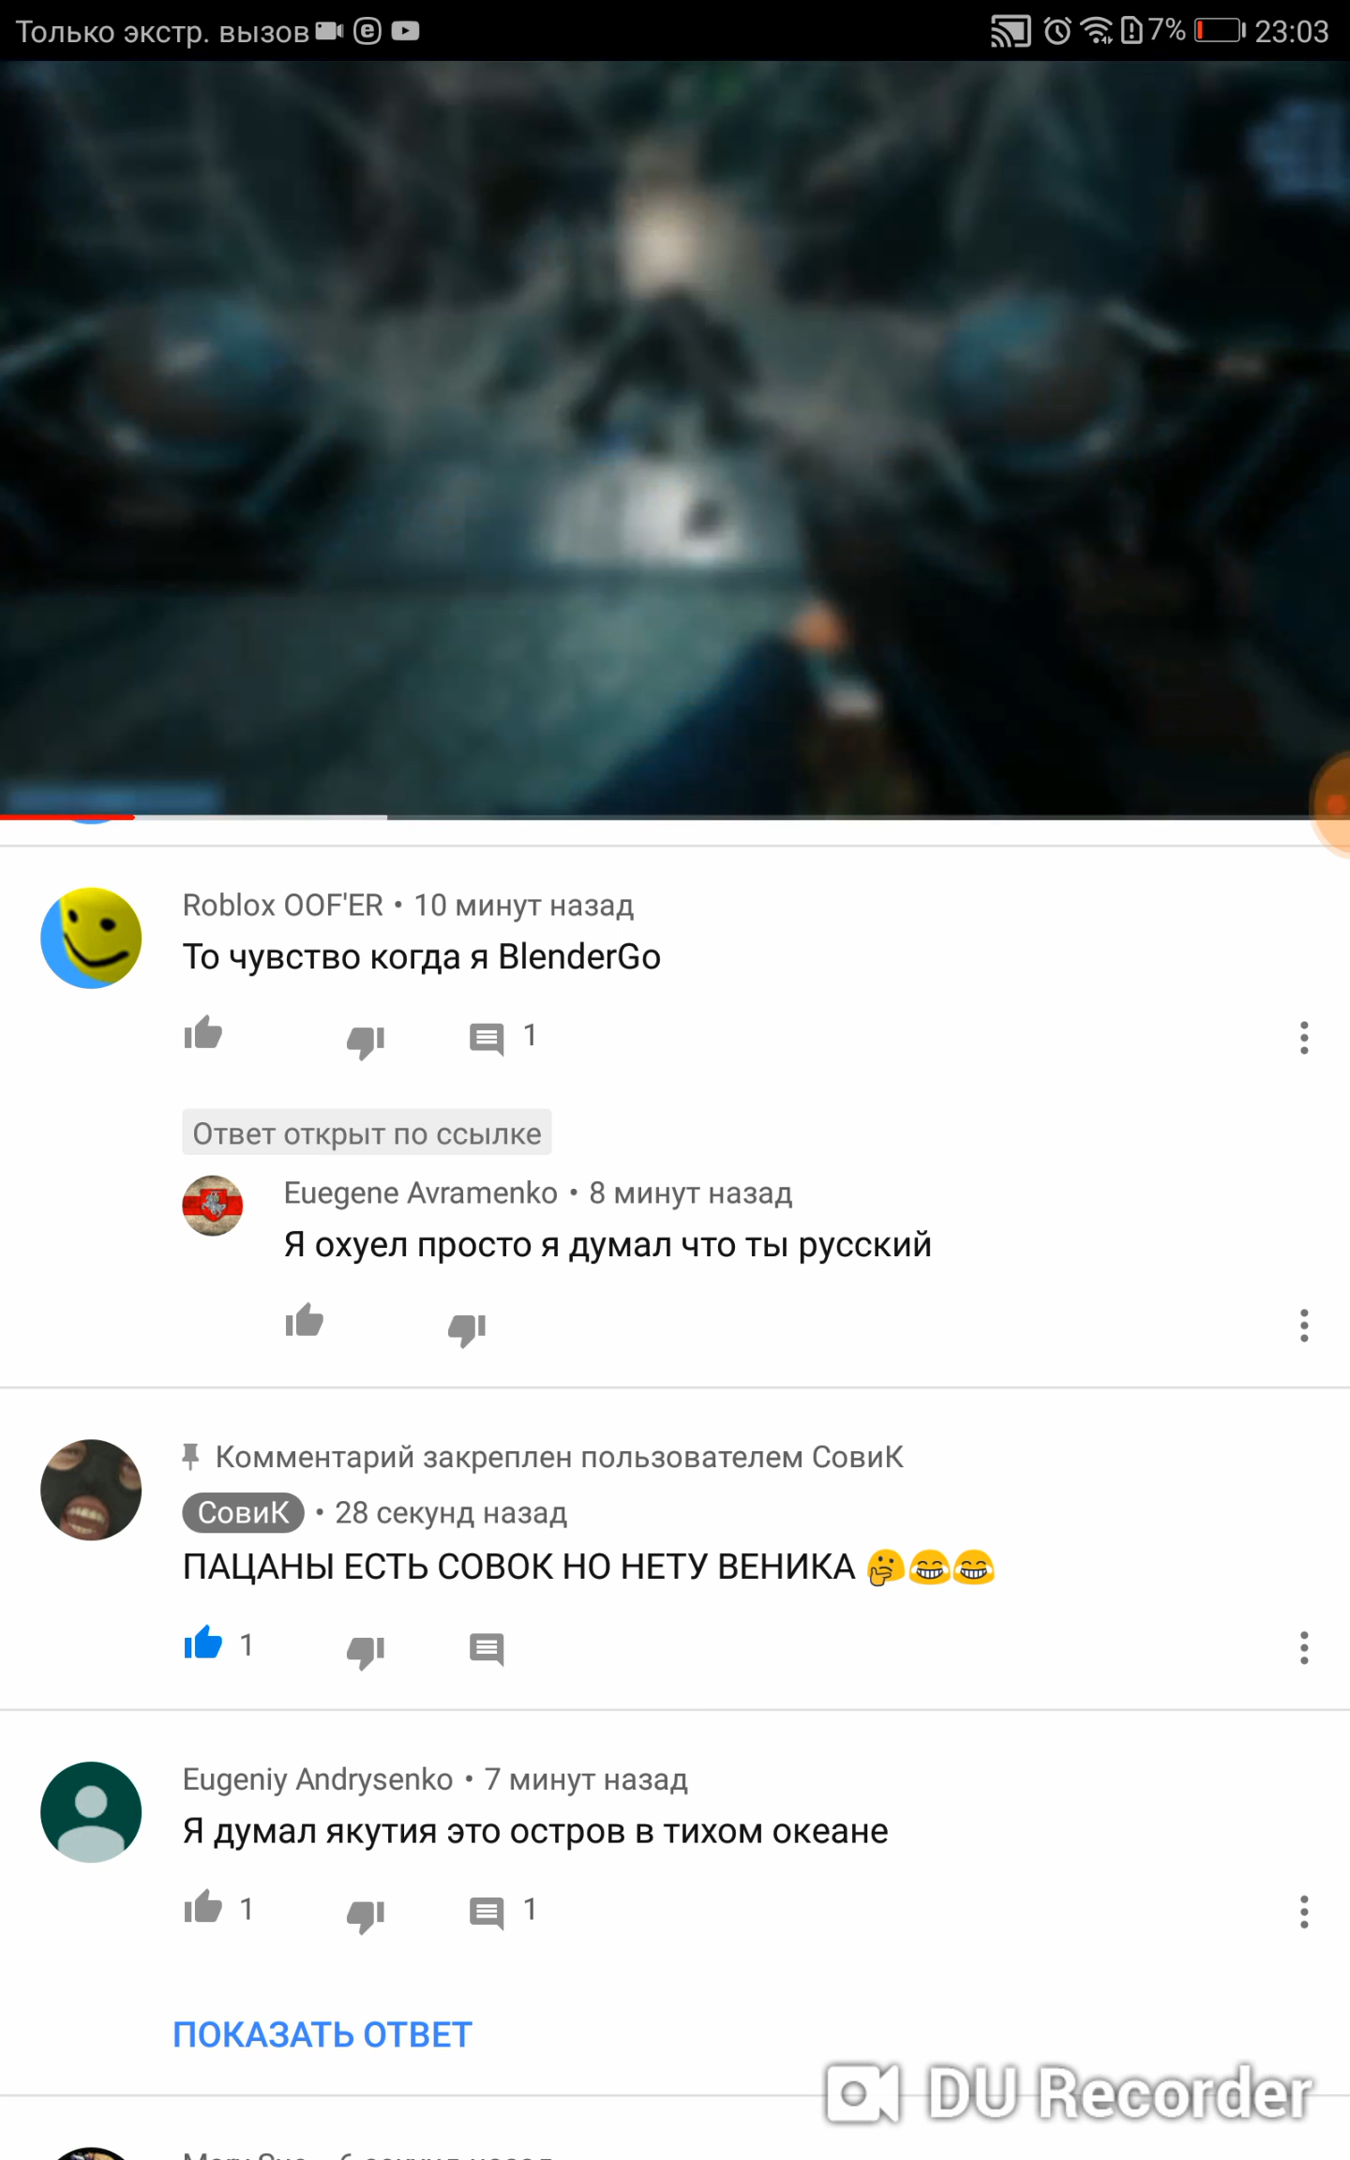 Только экстр. вызов 7% 23:03
Roblox OOF'ER • 10 минут назад
То чувство когда я BlenderGo
1
Ответ открыт по ссылке
Euegene Avramenko • 8 минут назад
Я охуел просто я думал что ты русский
Комментарий закреплен пользователем СовиК
СовиК • 28 секунд назад
ПАЦАНЫ ЕСТЬ СОВОК НО НЕТУ ВЕНИКА 🤔😂😂
1
Eugeniy Andrysenko • 7 минут назад
Я думал якутия это остров в тихом океане
1 1
ПОКАЗАТЬ ОТВЕТ
DU Recorder